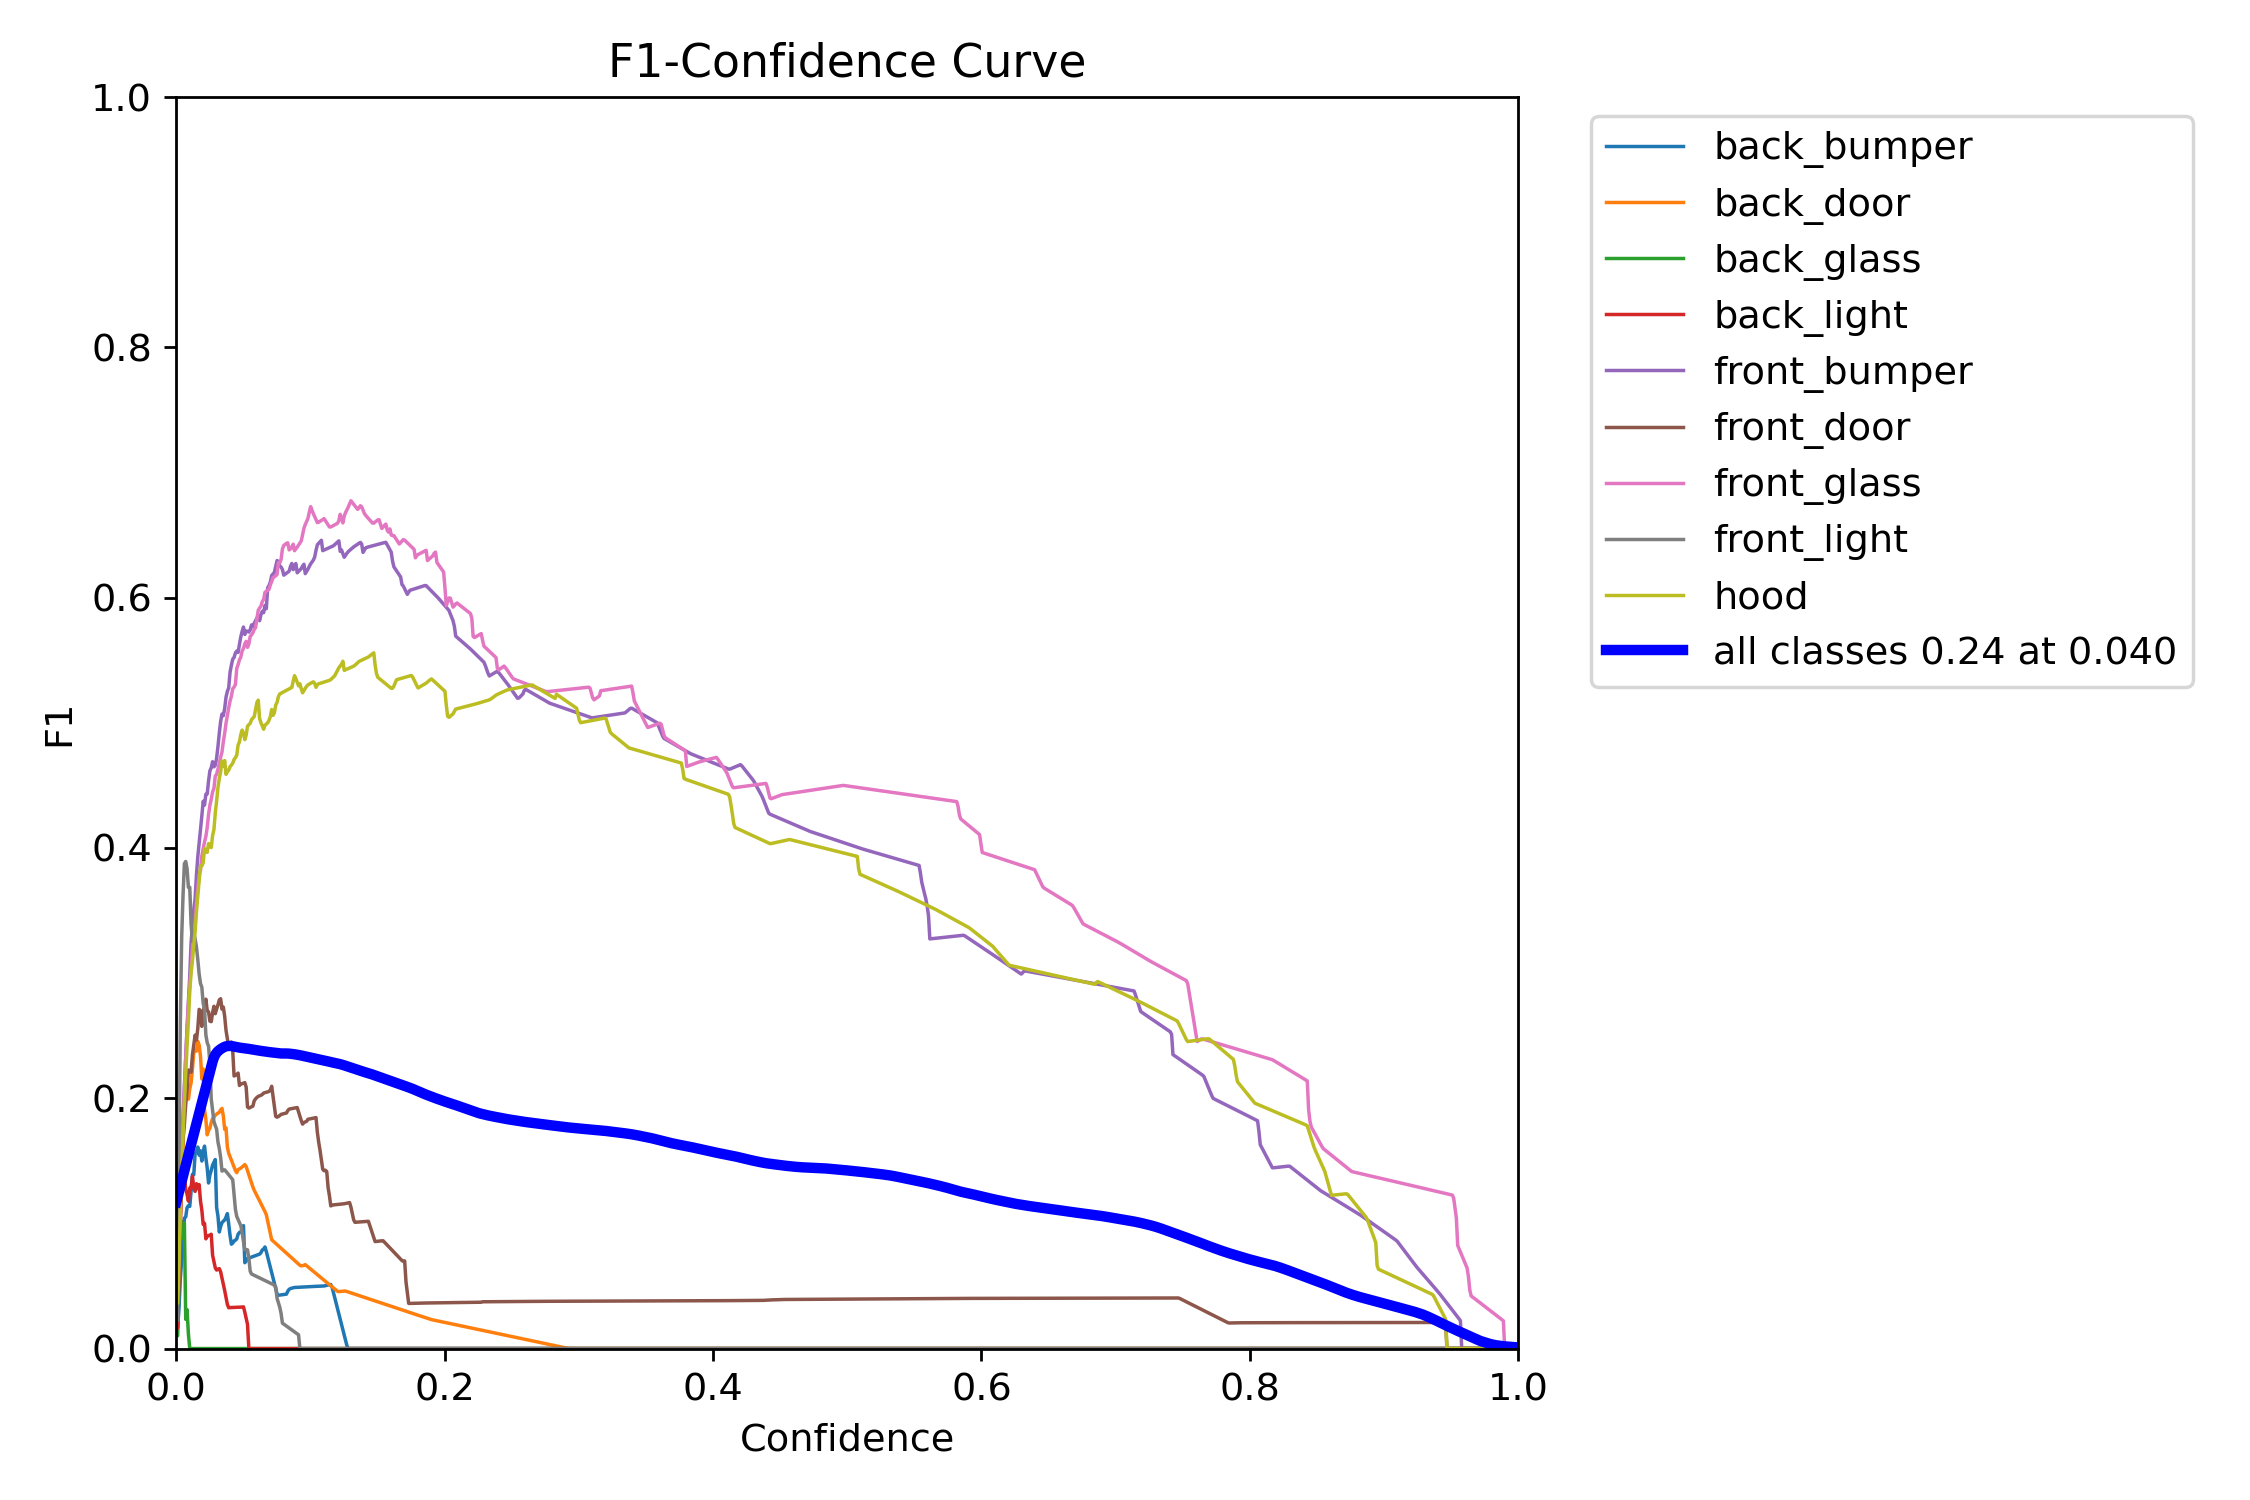 F1-Confidence Curve
1.0
0.8
0.6
0.4
0.2
0.0
F1
0.0 0.2 0.4 0.6 0.8 1.0
Confidence
back_bumper
back_door
back_glass
back_light
front_bumper
front_door
front_glass
front_light
hood
all classes 0.24 at 0.040